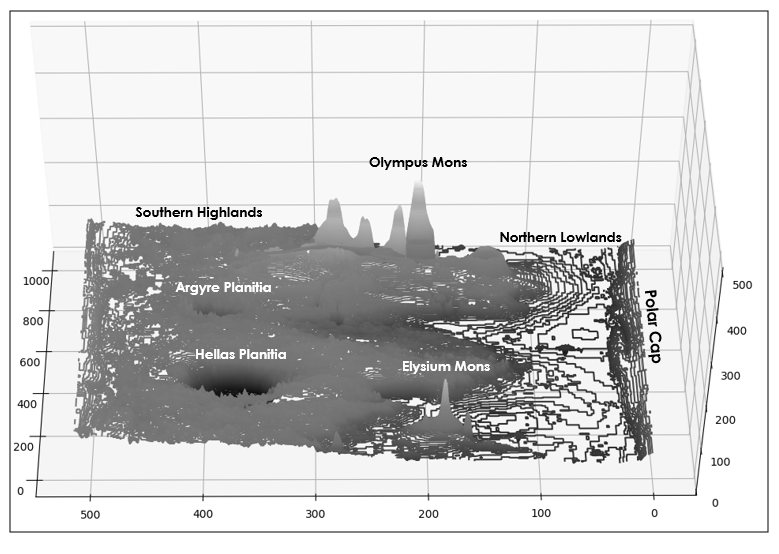 Olympus Mons
Southern Highlands
Northern Lowlands
Argyre Planitia
Polar Cap
Hellas Planitia
Elysium Mons
1000
800
600
400
200
0
500
400
300
200
100
0
500
400
300
200
100
0